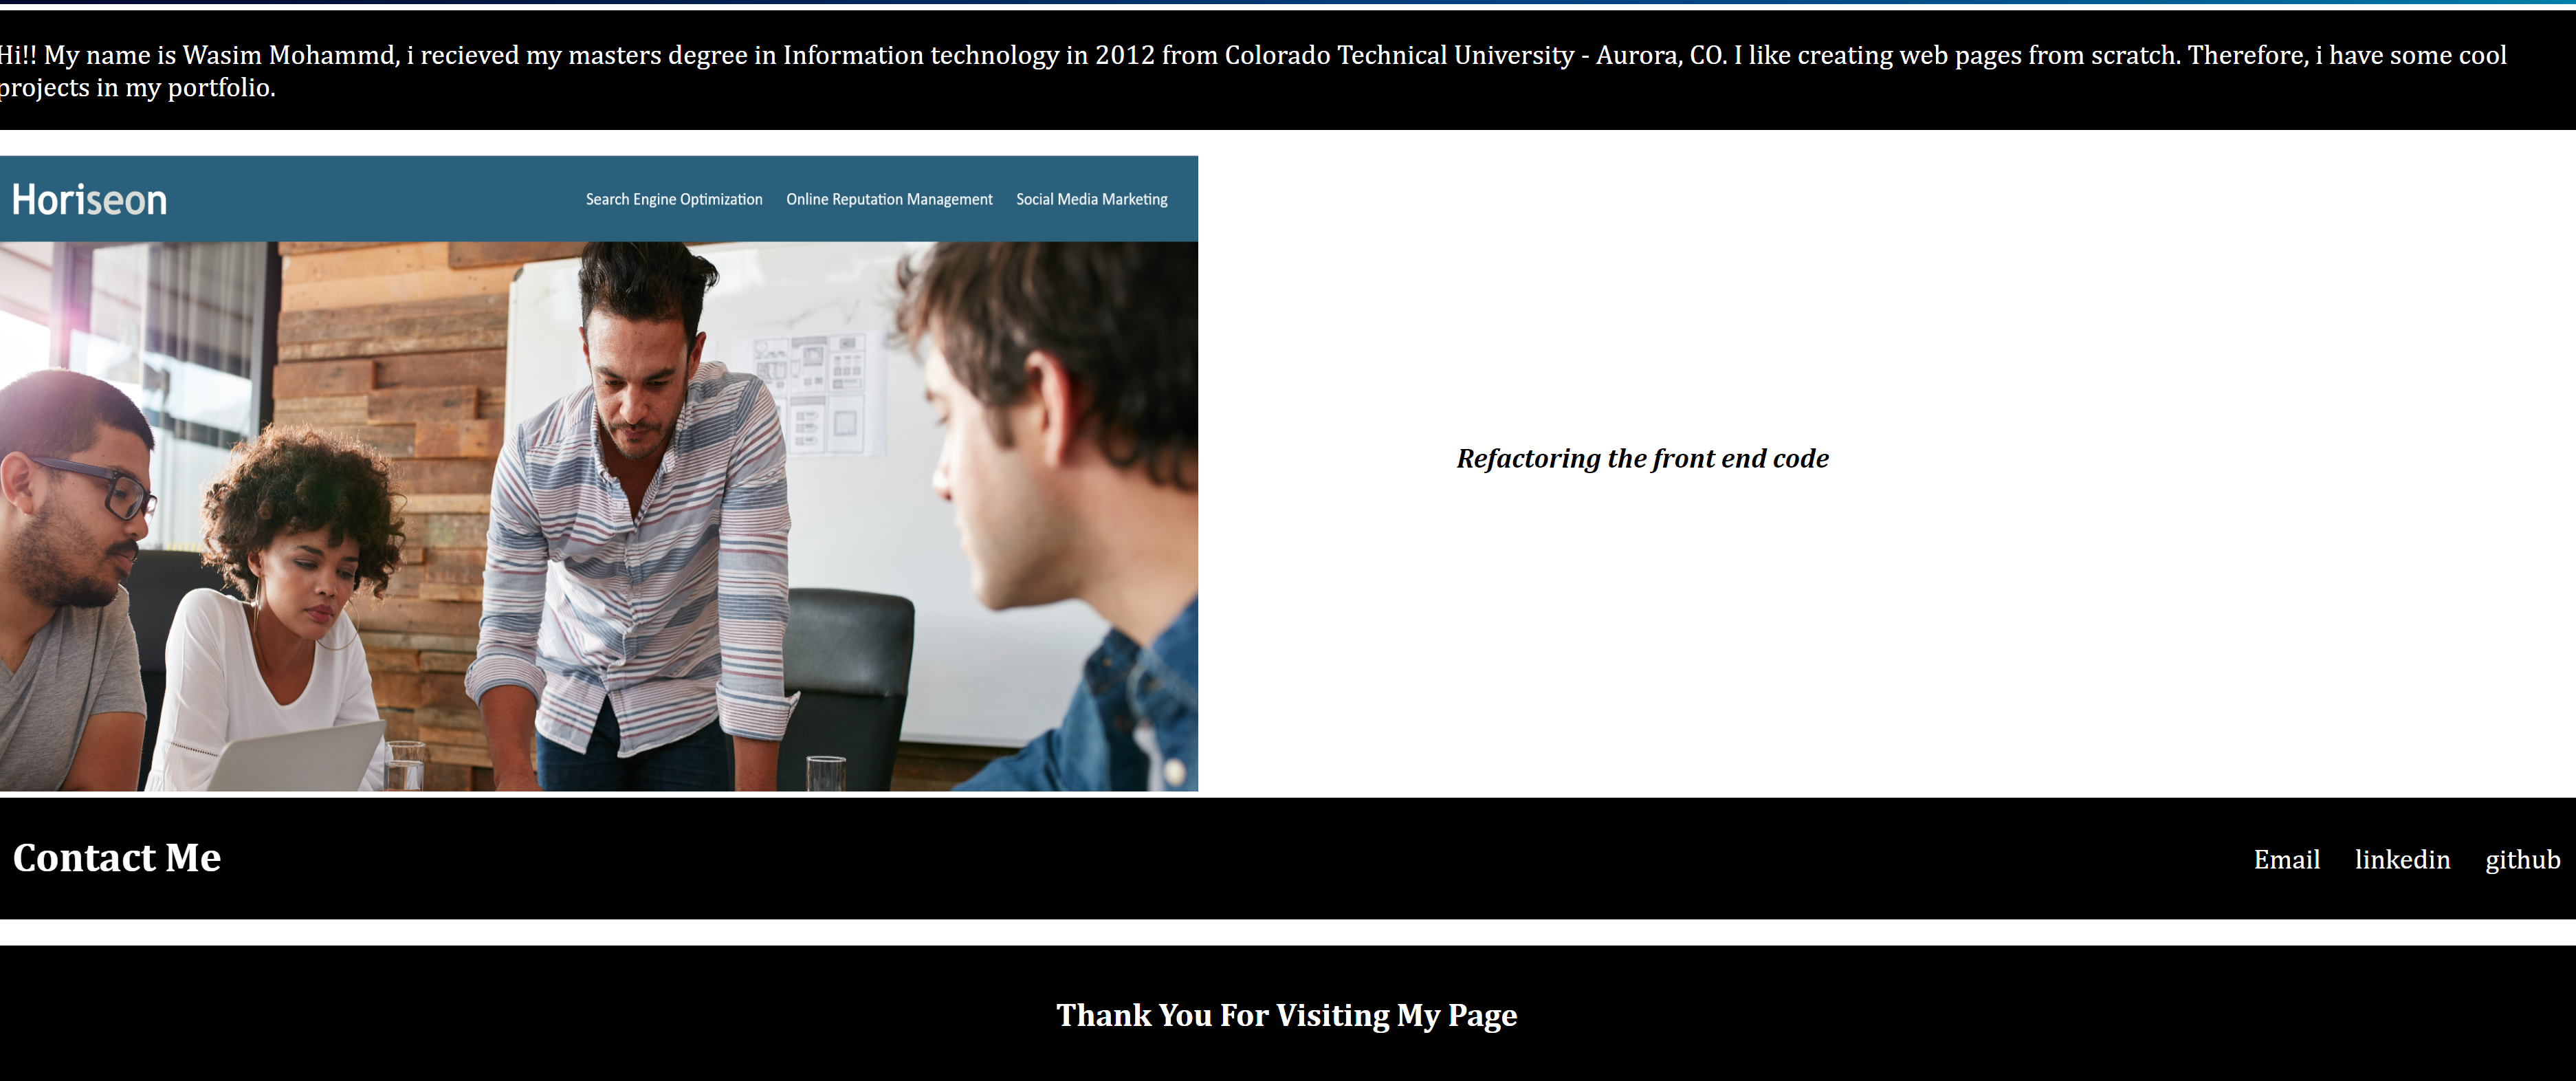 Hi!! My name is Wasim Mohammd, i recieved my masters degree in Information technology in 2012 from Colorado Technical University - Aurora, CO. I like creating web pages from scratch. Therefore, i have some cool
projects in my portfolio.
Horiseon
Search Engine Optimization Online Reputation Management Social Media Marketing
Refactoring the front end code
Contact Me
Email linkedin github
Thank You For Visiting My Page